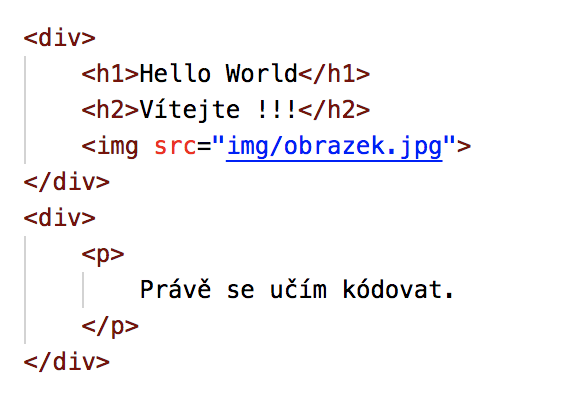 <div>
<h1>Hello World</h1>
<h2>Vítejte !!!</h2>
<img src="img/obrazek.jpg">
</div>
<div>
<p>
Právě se učím kódovat.
</p>
</div>